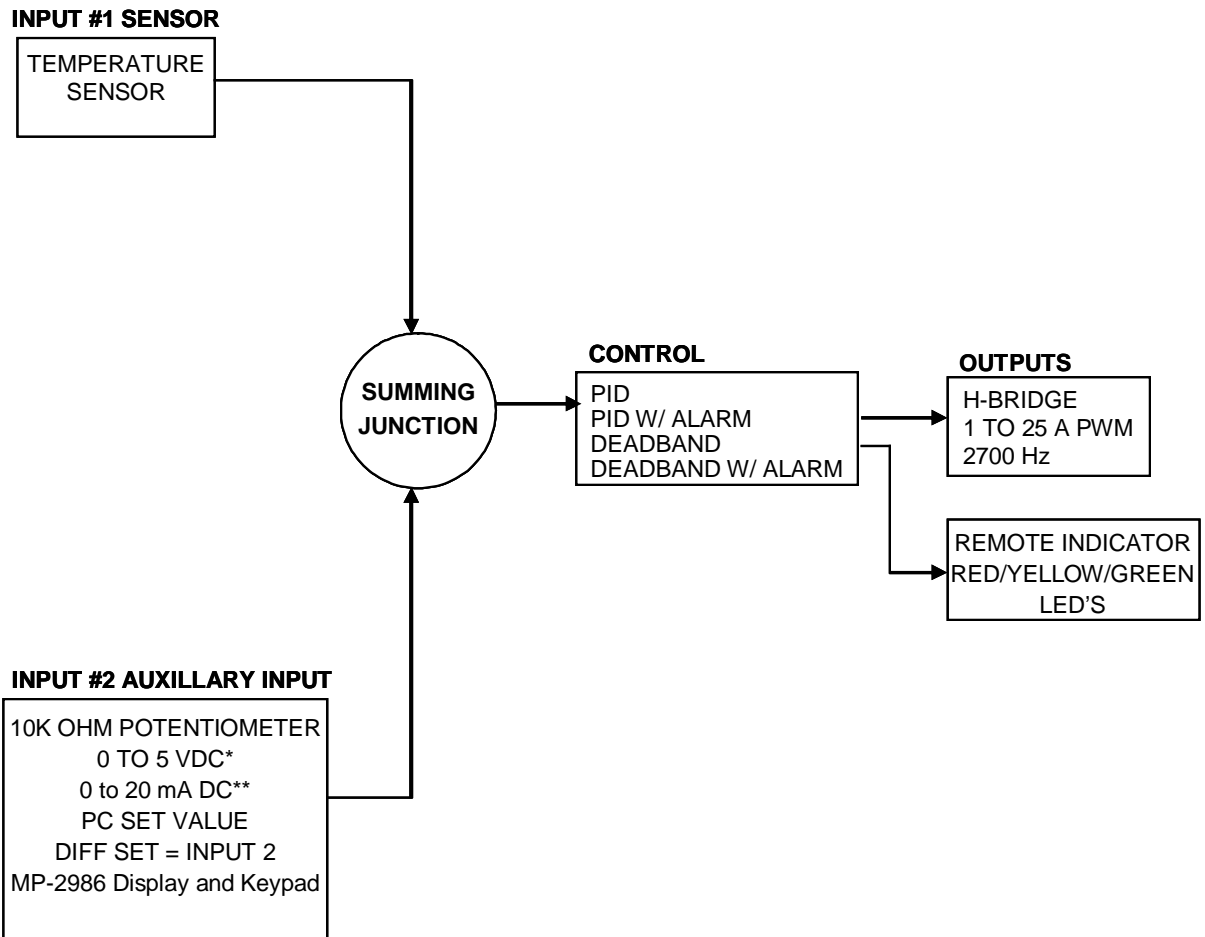 INPUT #1 SENSOR
TEMPERATURE
SENSOR
SUMMING
JUNCTION
CONTROL
PID
PID W/ ALARM
DEADBAND
DEADBAND W/ ALARM
OUTPUTS
H-BRIDGE
1 TO 25 A PWM
2700 Hz
REMOTE INDICATOR
RED/YELLOW/GREEN
LED'S
INPUT #2 AUXILLARY INPUT
10K OHM POTENTIOMETER
0 TO 5 VDC*
0 to 20 mA DC**
PC SET VALUE
DIFF SET = INPUT 2
MP-2986 Display and Keypad